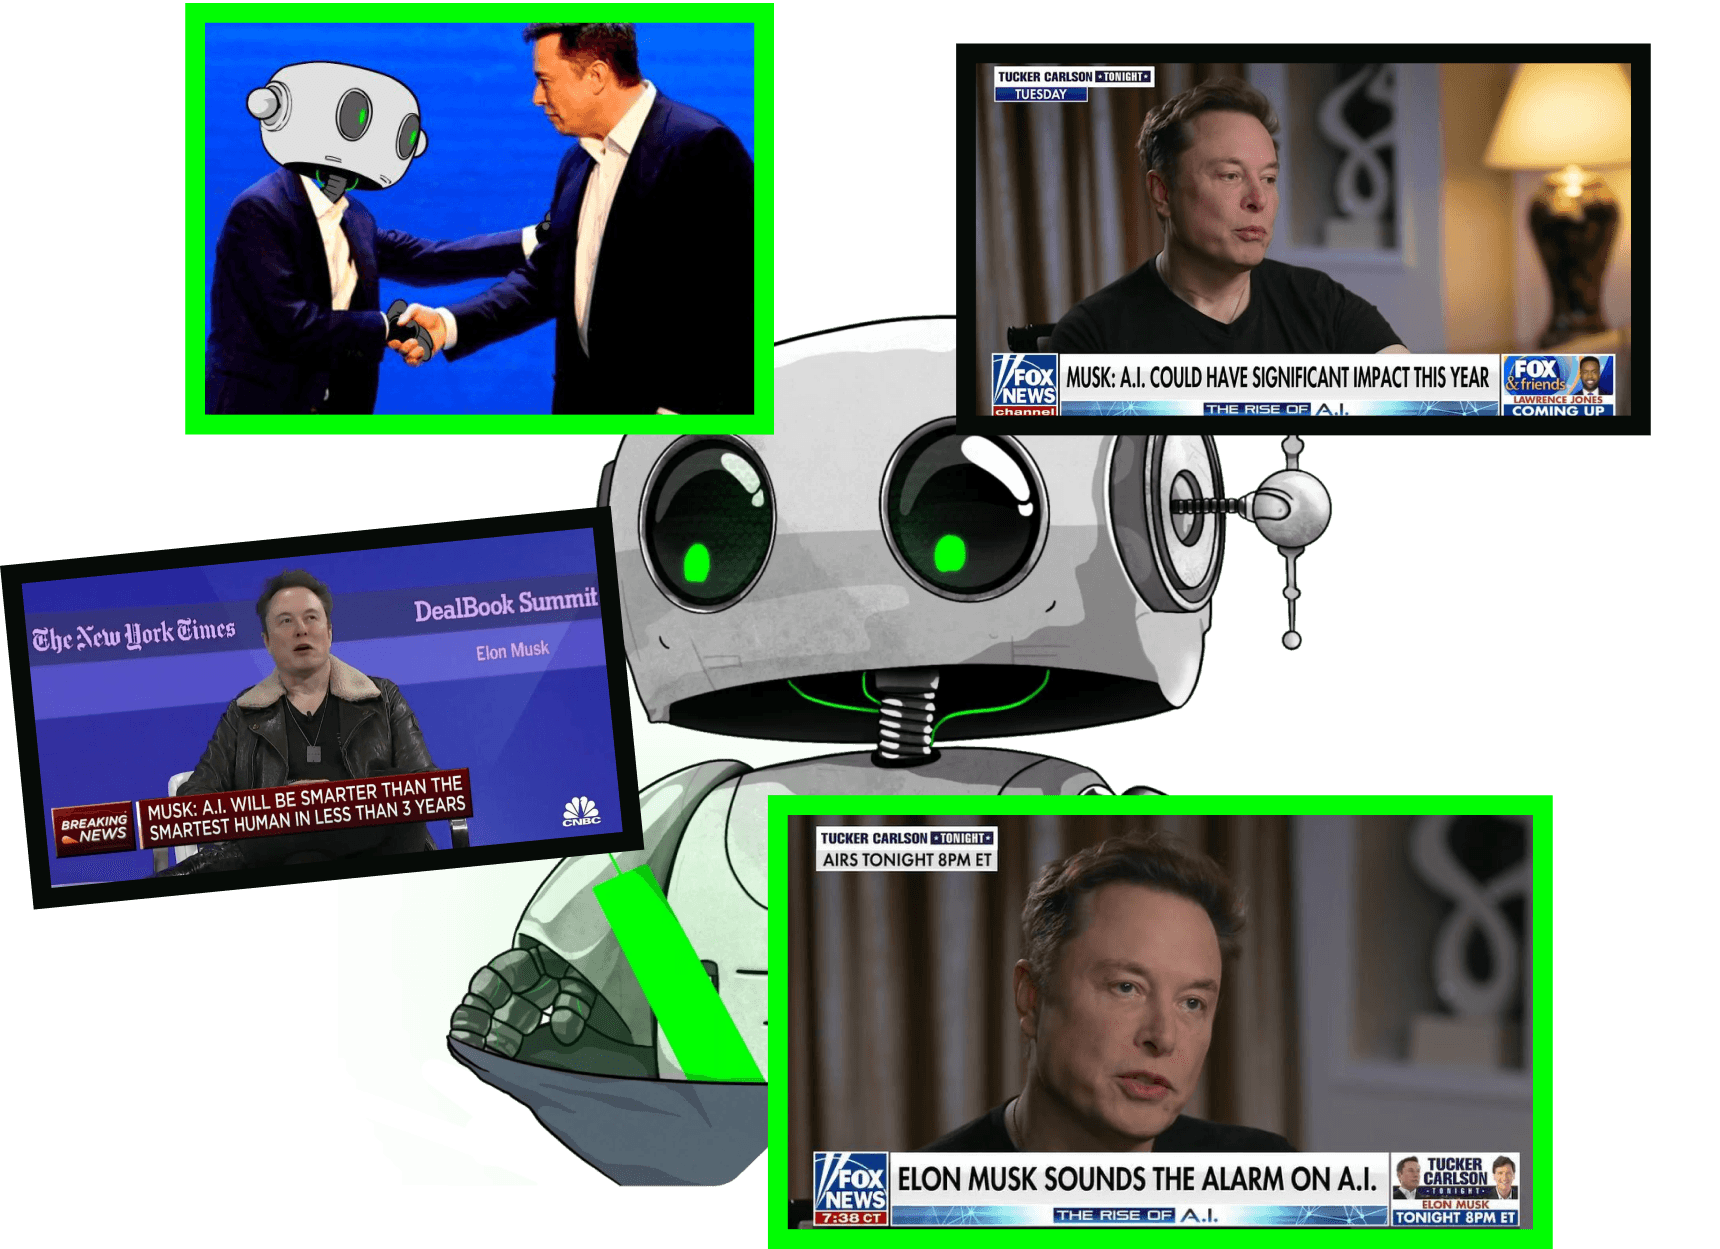 TUCKER CARLSON TONIGHT
TUESDAY
FOX NEWS channel
MUSK: A.I. COULD HAVE SIGNIFICANT IMPACT THIS YEAR
THE RISE OF A.I.
FOX & friends
LAWRENCE JONES
COMING UP
The New York Times
DealBook Summit
Elon Musk
BREAKING NEWS
MUSK: A.I. WILL BE SMARTER THAN THE
SMARTEST HUMAN IN LESS THAN 3 YEARS
CNBC
TUCKER CARLSON TONIGHT
AIRS TONIGHT 8PM ET
FOX NEWS
7:38 CT
ELON MUSK SOUNDS THE ALARM ON A.I.
THE RISE OF A.I.
TUCKER
CARLSON
TONIGHT
ELON MUSK
TONIGHT 8PM ET